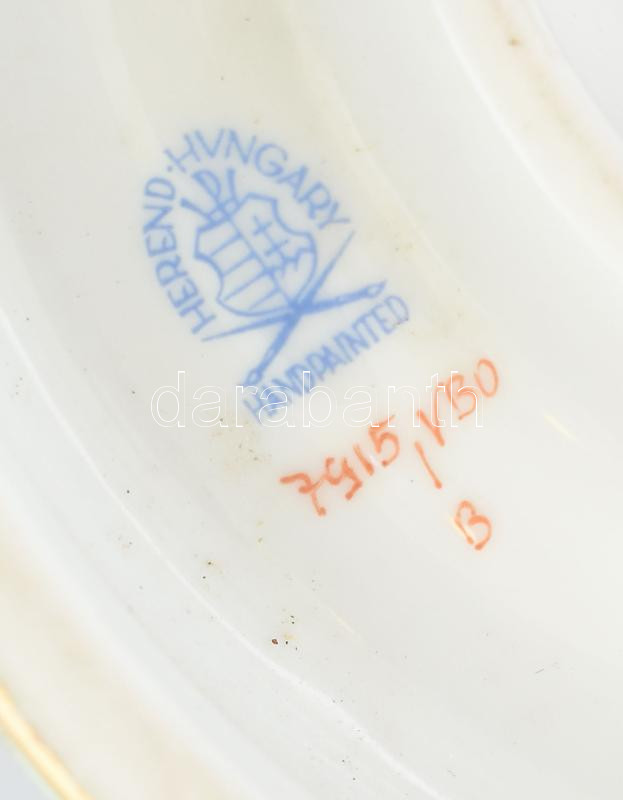 HEREND · HVNGARY
HANDPAINTED
darabanth
7915/VBO
B